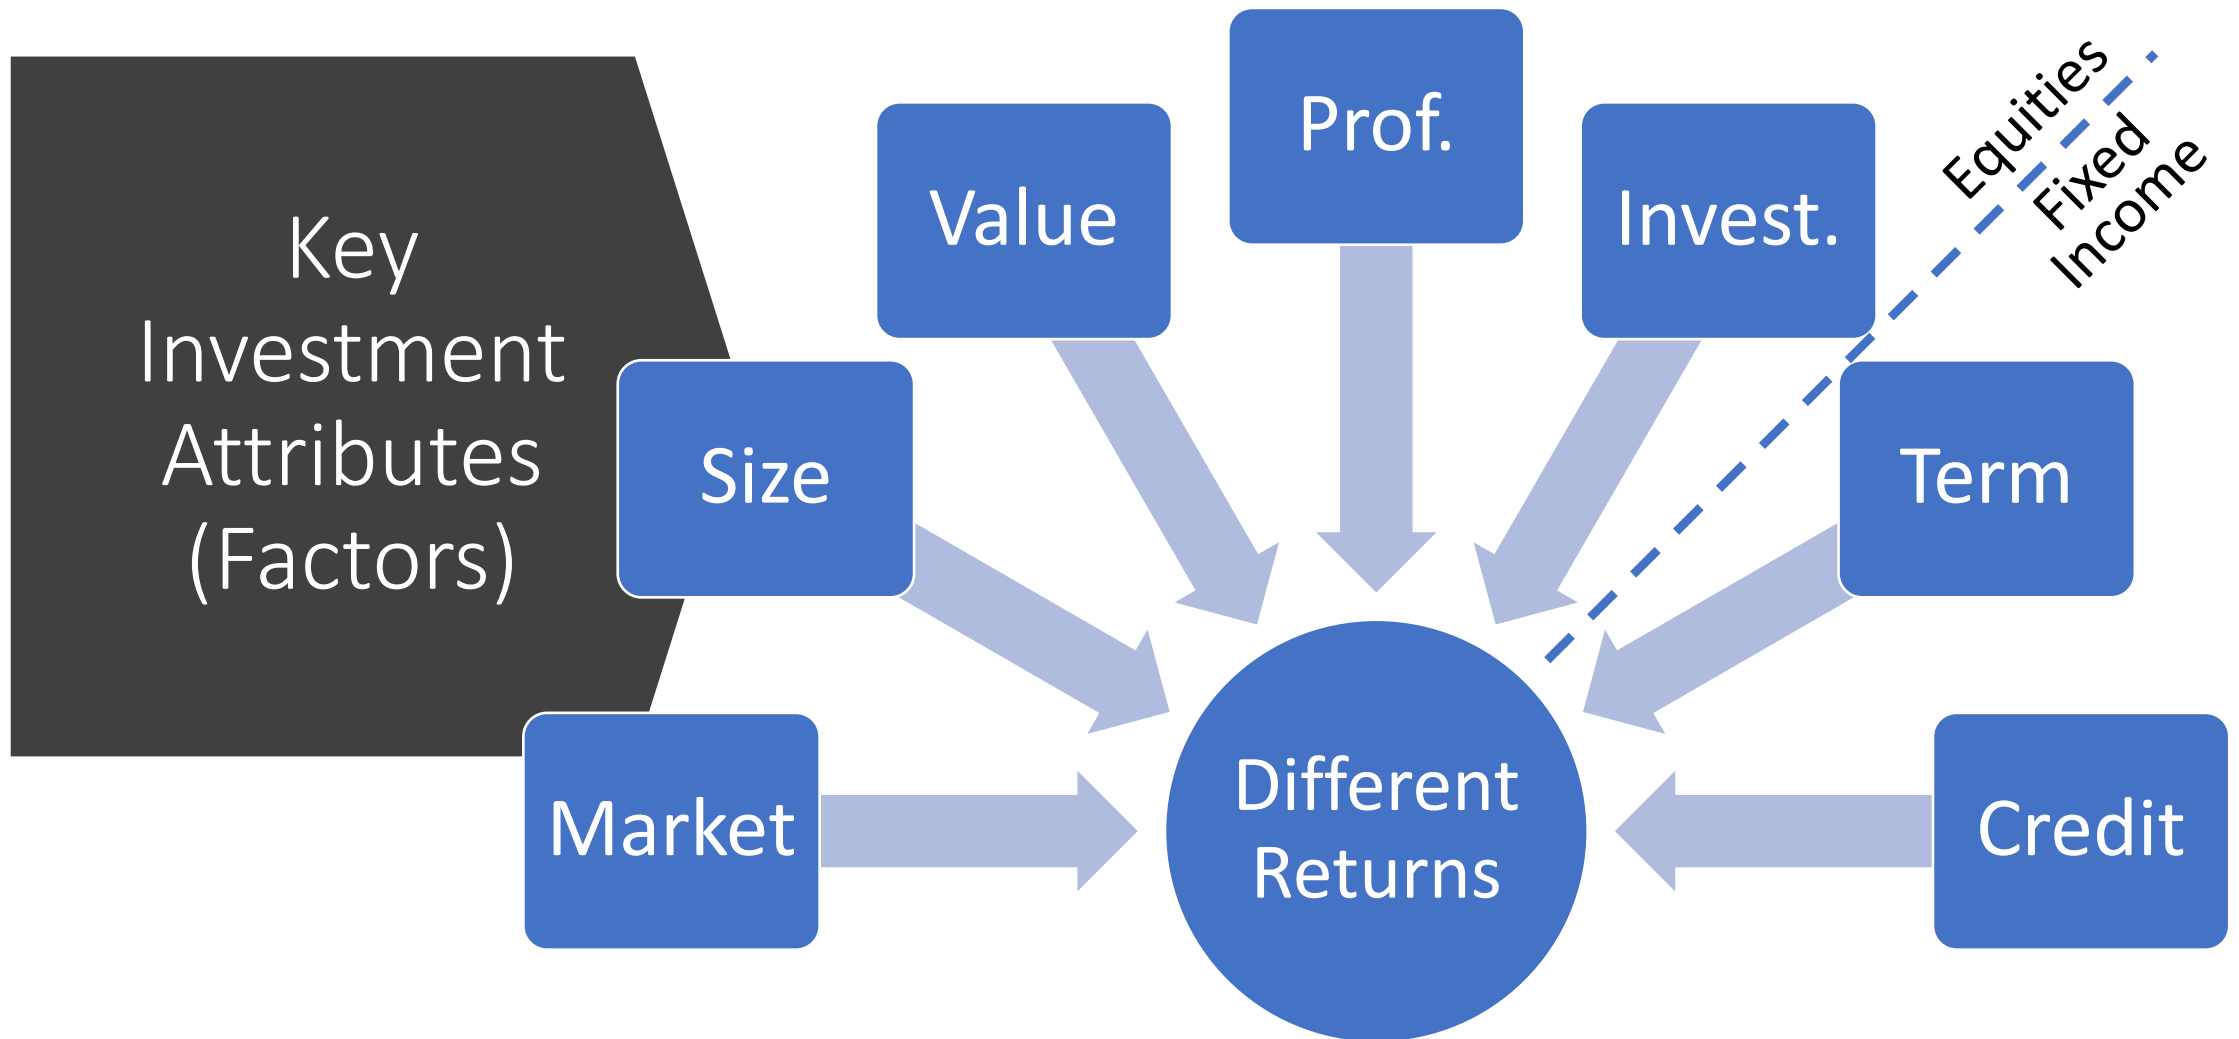 Key
Investment
Attributes
(Factors)
Market
Size
Value
Prof.
Invest.
Equities
Fixed
Income
Term
Credit
Different
Returns